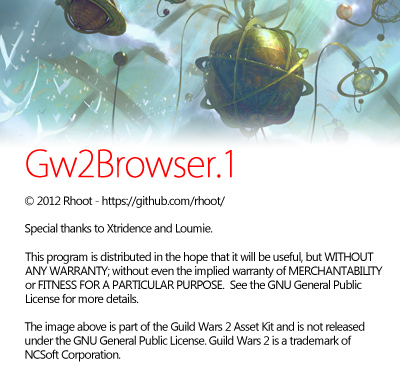 Gw2Browser.1
© 2012 Rhoot - https://github.com/rhoot/
Special thanks to Xtridence and Loumie.
This program is distributed in the hope that it will be useful, but WITHOUT
ANY WARRANTY; without even the implied warranty of MERCHANTABILITY
or FITNESS FOR A PARTICULAR PURPOSE.  See the GNU General Public
License for more details.
The image above is part of the Guild Wars 2 Asset Kit and is not released
under the GNU General Public License. Guild Wars 2 is a trademark of
NCSoft Corporation.